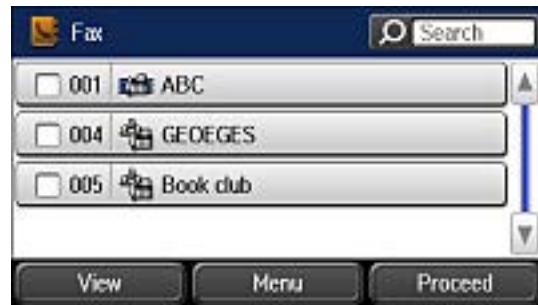 Fax
Search
001 ABC
004 GEOEGES
005 Book club
View Menu Proceed